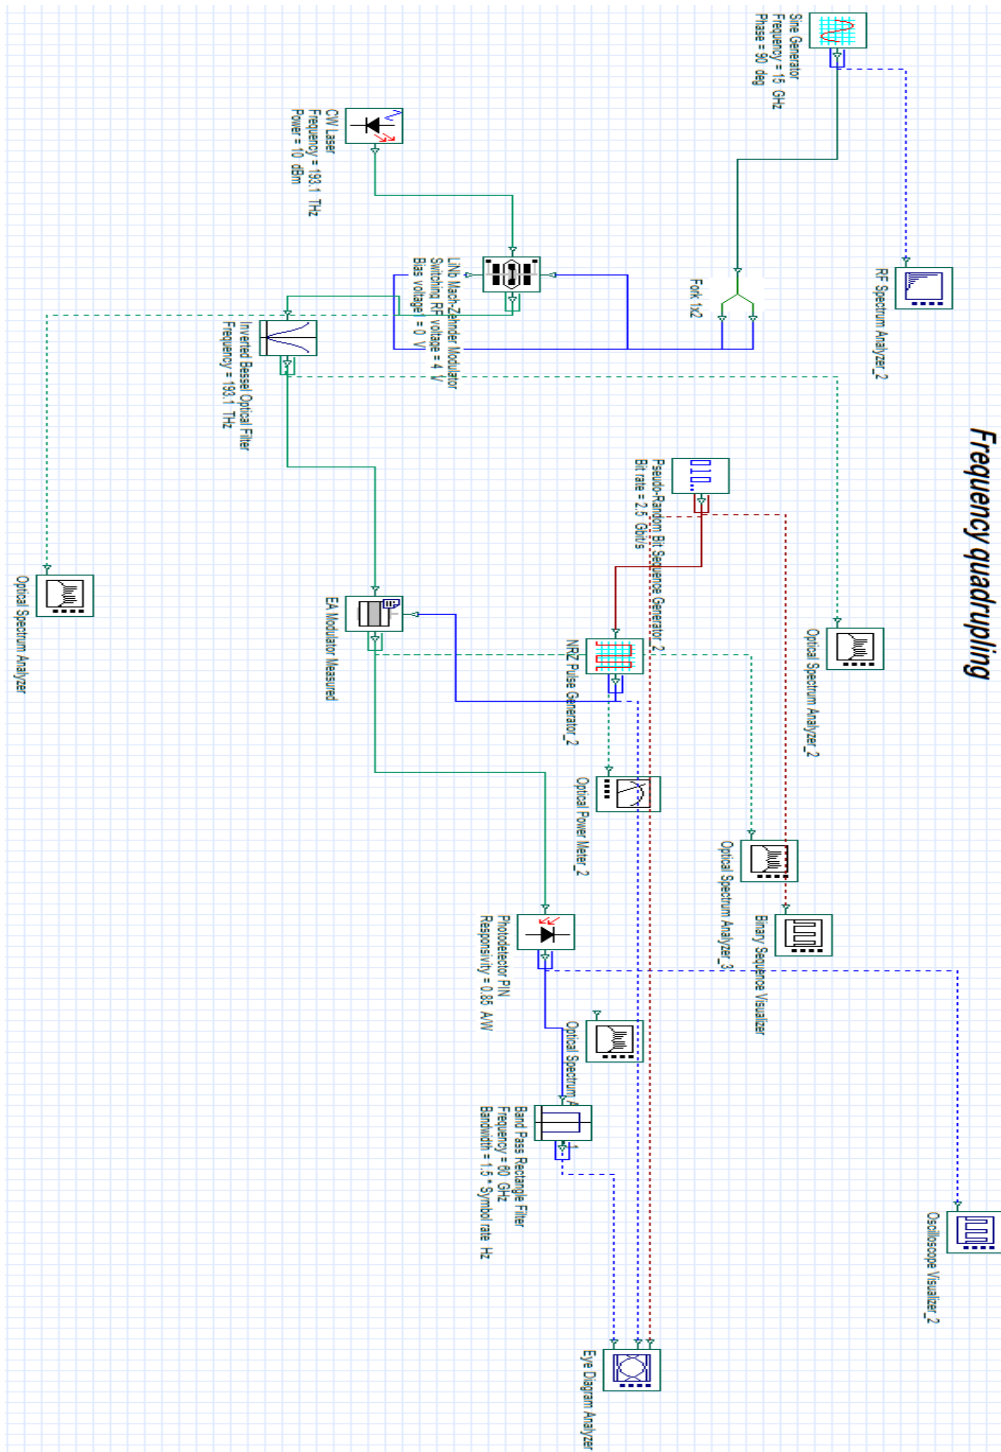 Frequency quadrupling
Sine Generator
Frequency = 15 GHz
Phase = 90 deg
RF Spectrum Analyzer_2
CW Laser
Frequency = 193.1 THz
Power = 10 dBm
Fork 1x2
LiNb Mach-Zehnder Modulator
Switching RF voltage = 4 V
Bias voltage1 = 0 V
Inverted Bessel Optical Filter
Frequency = 193.1 THz
Optical Spectrum Analyzer
Pseudo-Random Bit Sequence Generator_2
Bit rate = 2.5 Gbit/s
Optical Spectrum Analyzer_2
EA Modulator Measured
NRZ Pulse Generator_2
Optical Power Meter_2
Optical Spectrum Analyzer_3
Binary Sequence Visualizer
Photodetector PIN
Responsivity = 0.85 A/W
Optical Spectrum A
1
Band Pass Rectangle Filter
Frequency = 60 GHz
Bandwidth = 1.5 * Symbol rate Hz
Oscilloscope Visualizer_2
Eye Diagram Analyzer